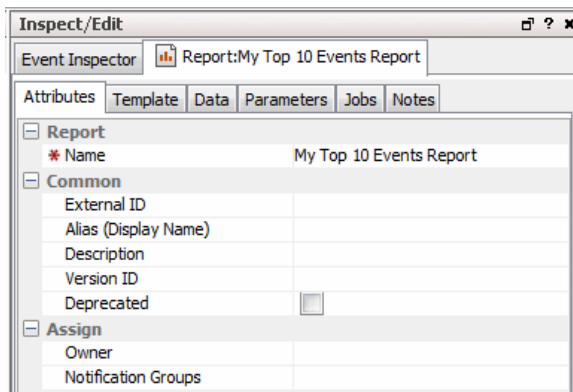 Inspect/Edit
Event Inspector Report:My Top 10 Events Report
Attributes Template Data Parameters Jobs Notes
Report
* Name My Top 10 Events Report
Common
External ID
Alias (Display Name)
Description
Version ID
Deprecated
Assign
Owner
Notification Groups